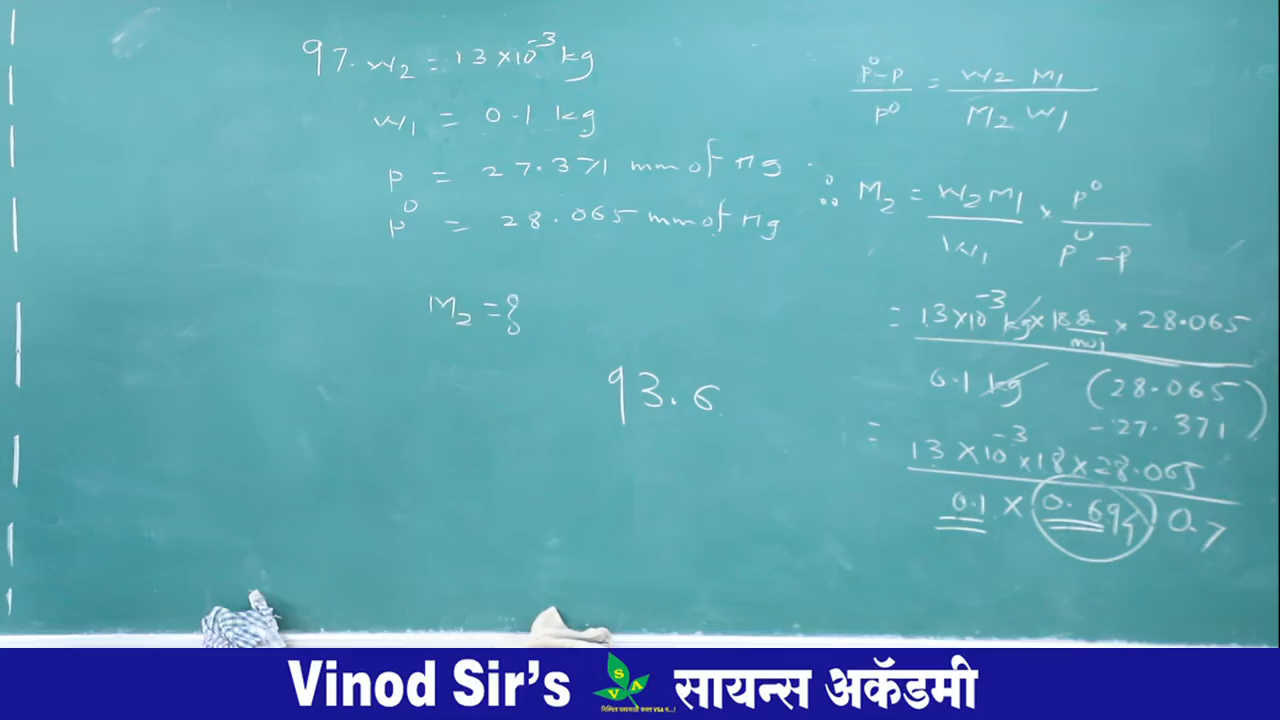 97. W₂ = 13 × 10⁻³ kg
W₁ = 0.1 kg
P = 27.371 mm of Hg
P⁰ = 28.065 mm of Hg
M₂ = ?
93.6
P⁰-P / P⁰ = W₂ M₁ / M₂ W₁
∴ M₂ = W₂ M₁ / W₁ × P⁰ / P⁰ - P
= 13 × 10⁻³ kg × 18 g/mol × 28.065
0.1 kg (28.065
- 27.371)
= 13 × 10⁻³ × 18 × 28.065
0.1 × 0.694 0.7
Vinod Sir's SVA सायन्स अकॅडमी